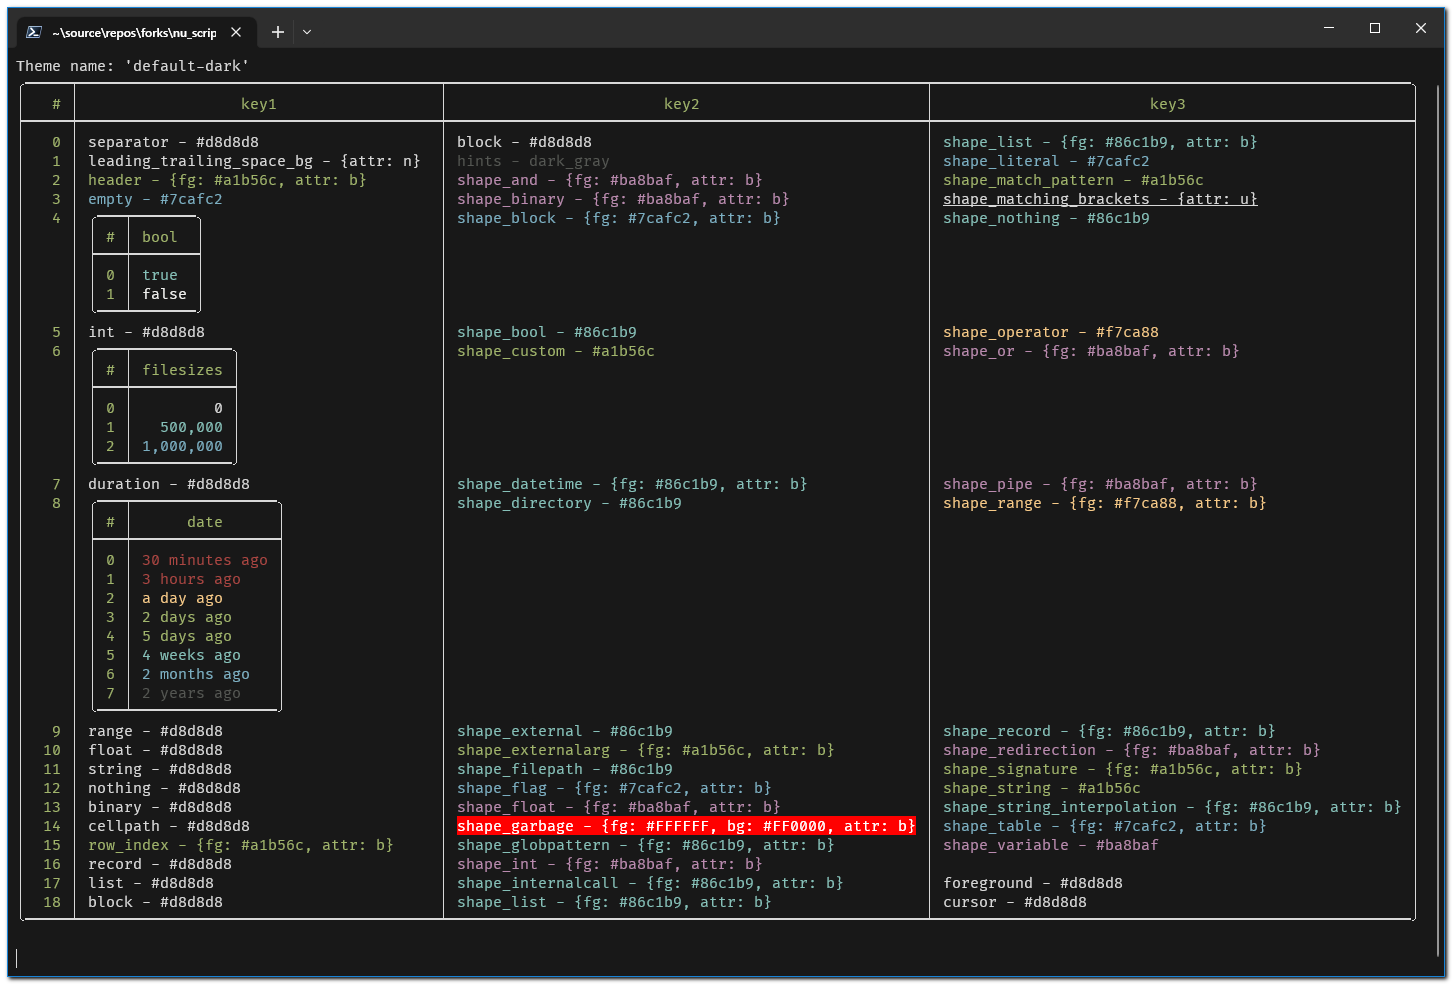 ~\source\repos\forks\nu_scrip
Theme name: 'default-dark'
# key1 key2 key3
0 separator - #d8d8d8 block - #d8d8d8 shape_list - {fg: #86c1b9, attr: b}
1 leading_trailing_space_bg - {attr: n} hints - dark_gray shape_literal - #7cafc2
2 header - {fg: #a1b56c, attr: b} shape_and - {fg: #ba8baf, attr: b} shape_match_pattern - #a1b56c
3 empty - #7cafc2 shape_binary - {fg: #ba8baf, attr: b} shape_matching_brackets - {attr: u}
4 shape_block - {fg: #7cafc2, attr: b} shape_nothing - #86c1b9
# bool
0 true
1 false
5 int - #d8d8d8 shape_bool - #86c1b9 shape_operator - #f7ca88
6 shape_custom - #a1b56c shape_or - {fg: #ba8baf, attr: b}
# filesizes
0 0
1 500,000
2 1,000,000
7 duration - #d8d8d8 shape_datetime - {fg: #86c1b9, attr: b} shape_pipe - {fg: #ba8baf, attr: b}
8 shape_directory - #86c1b9 shape_range - {fg: #f7ca88, attr: b}
# date
0 30 minutes ago
1 3 hours ago
2 a day ago
3 2 days ago
4 5 days ago
5 4 weeks ago
6 2 months ago
7 2 years ago
9 range - #d8d8d8 shape_external - #86c1b9 shape_record - {fg: #86c1b9, attr: b}
10 float - #d8d8d8 shape_externalarg - {fg: #a1b56c, attr: b} shape_redirection - {fg: #ba8baf, attr: b}
11 string - #d8d8d8 shape_filepath - #86c1b9 shape_signature - {fg: #a1b56c, attr: b}
12 nothing - #d8d8d8 shape_flag - {fg: #7cafc2, attr: b} shape_string - #a1b56c
13 binary - #d8d8d8 shape_float - {fg: #ba8baf, attr: b} shape_string_interpolation - {fg: #86c1b9, attr: b}
14 cellpath - #d8d8d8 shape_garbage - {fg: #FFFFFF, bg: #FF0000, attr: b} shape_table - {fg: #7cafc2, attr: b}
15 row_index - {fg: #a1b56c, attr: b} shape_globpattern - {fg: #86c1b9, attr: b} shape_variable - #ba8baf
16 record - #d8d8d8 shape_int - {fg: #ba8baf, attr: b}
17 list - #d8d8d8 shape_internalcall - {fg: #86c1b9, attr: b} foreground - #d8d8d8
18 block - #d8d8d8 shape_list - {fg: #86c1b9, attr: b} cursor - #d8d8d8